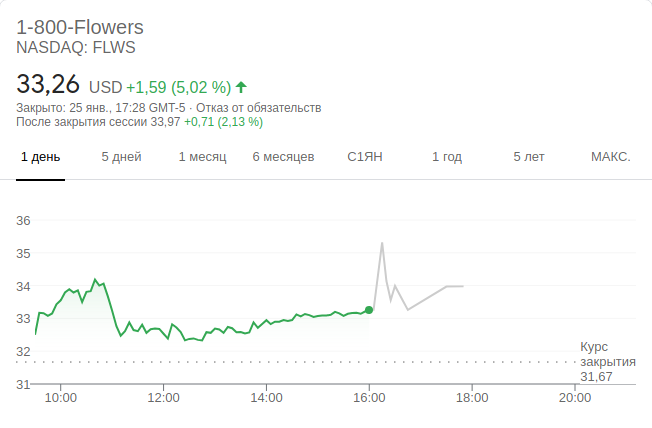 1-800-Flowers
NASDAQ: FLWS
33,26 USD +1,59 (5,02 %)
Закрыто: 25 янв., 17:28 GMT-5 · Отказ от обязательств
После закрытия сессии 33,97 +0,71 (2,13 %)
1 день 5 дней 1 месяц 6 месяцев С1ЯН 1 год 5 лет МАКС.
36
35
34
33
32
31
Курс
закрытия
31,67
10:00 12:00 14:00 16:00 18:00 20:00